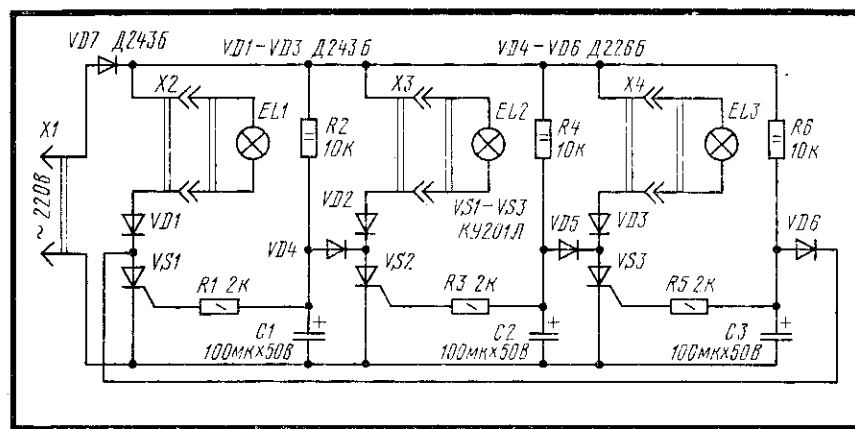 VD7 Д243Б
VD1-VD3 Д243Б
VD4-VD6 Д226Б
X1
~ 220В
X2
EL1
R2
10К
X3
EL2
R4
10К
X4
EL3
R6
10К
VD1
VD2
VS1-VS3
КУ201Л
VD3
VD4
VD5
VD6
VS1
R1 2К
VS2
R3 2К
VS3
R5 2К
C1
+
100МК×50В
C2
+
100МК×50В
C3
+
100МК×50В